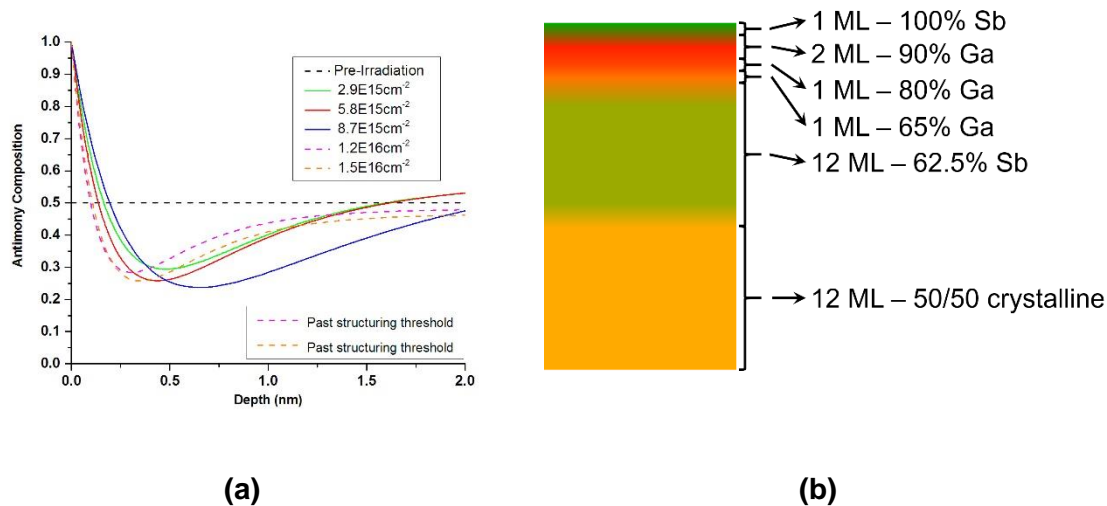 1.0
0.9
0.8
0.7
0.6
0.5
0.4
0.3
0.2
0.1
0.0
Antimony Composition
Pre-Irradiation
2.9E15cm⁻²
5.8E15cm⁻²
8.7E15cm⁻²
1.2E16cm⁻²
1.5E16cm⁻²
Past structuring threshold
Past structuring threshold
0.0 0.5 1.0 1.5 2.0
Depth (nm)
(a)
1 ML – 100% Sb
2 ML – 90% Ga
1 ML – 80% Ga
1 ML – 65% Ga
12 ML – 62.5% Sb
12 ML – 50/50 crystalline
(b)